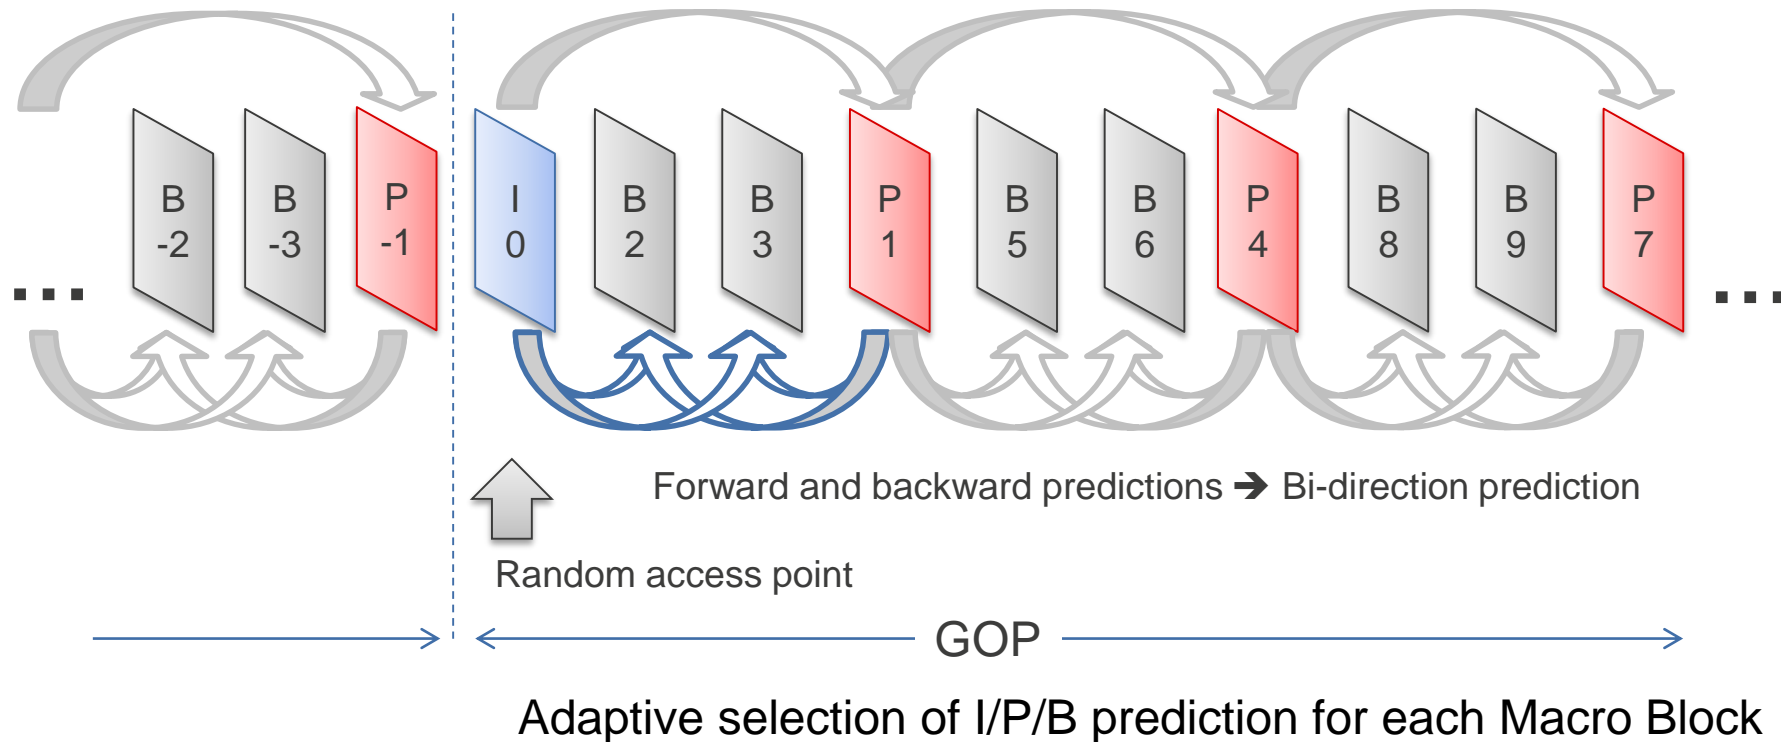 B B P I B B P B B P B B P
-2 -3 -1 0 2 3 1 5 6 4 8 9 7
... ...
Forward and backward predictions ➔ Bi-direction prediction
Random access point
GOP
Adaptive selection of I/P/B prediction for each Macro Block